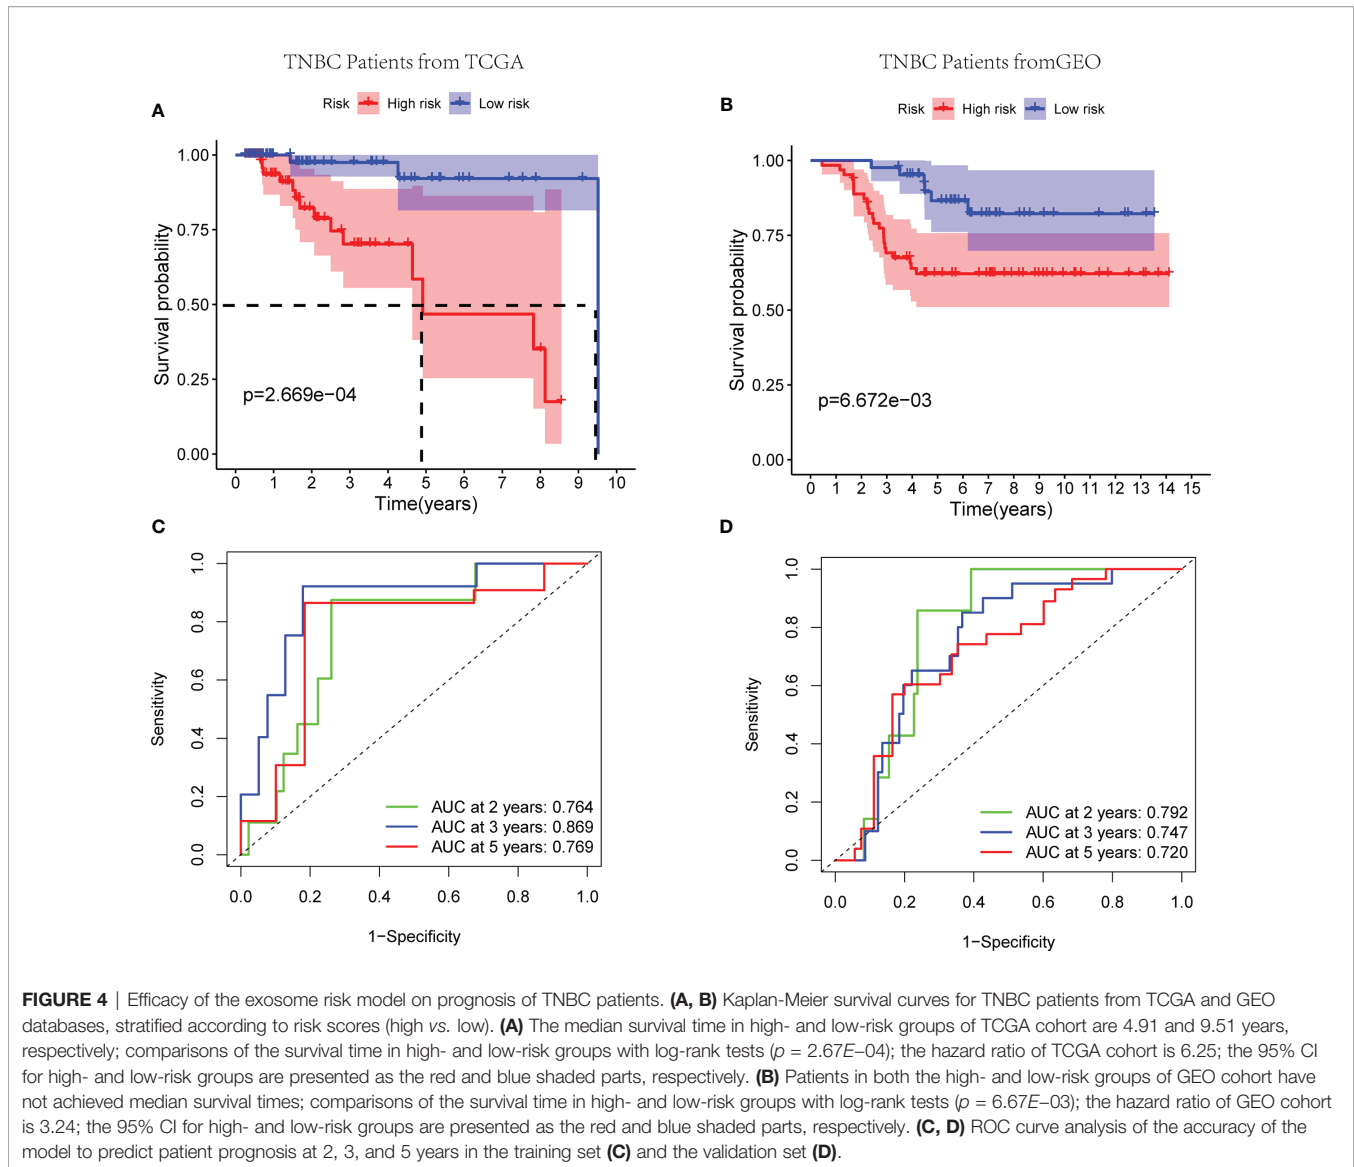 TNBC Patients from TCGA
A
Risk High risk Low risk
1.00
0.75
0.50
0.25
0.00
Survival probability
p=2.669e−04
0 1 2 3 4 5 6 7 8 9 10
Time(years)
TNBC Patients fromGEO
B
Risk High risk Low risk
1.00
0.75
0.50
0.25
0.00
Survival probability
p=6.672e−03
0 1 2 3 4 5 6 7 8 9 10 11 12 13 14 15
Time(years)
C
1.0
0.8
0.6
0.4
0.2
0.0
Sensitivity
AUC at 2 years: 0.764
AUC at 3 years: 0.869
AUC at 5 years: 0.769
0.0 0.2 0.4 0.6 0.8 1.0
1−Specificity
D
1.0
0.8
0.6
0.4
0.2
0.0
Sensitivity
AUC at 2 years: 0.792
AUC at 3 years: 0.747
AUC at 5 years: 0.720
0.0 0.2 0.4 0.6 0.8 1.0
1−Specificity
FIGURE 4 | Efficacy of the exosome risk model on prognosis of TNBC patients. (A, B) Kaplan-Meier survival curves for TNBC patients from TCGA and GEO
databases, stratified according to risk scores (high vs. low). (A) The median survival time in high- and low-risk groups of TCGA cohort are 4.91 and 9.51 years,
respectively; comparisons of the survival time in high- and low-risk groups with log-rank tests (p = 2.67E–04); the hazard ratio of TCGA cohort is 6.25; the 95% CI
for high- and low-risk groups are presented as the red and blue shaded parts, respectively. (B) Patients in both the high- and low-risk groups of GEO cohort have
not achieved median survival times; comparisons of the survival time in high- and low-risk groups with log-rank tests (p = 6.67E–03); the hazard ratio of GEO cohort
is 3.24; the 95% CI for high- and low-risk groups are presented as the red and blue shaded parts, respectively. (C, D) ROC curve analysis of the accuracy of the
model to predict patient prognosis at 2, 3, and 5 years in the training set (C) and the validation set (D).